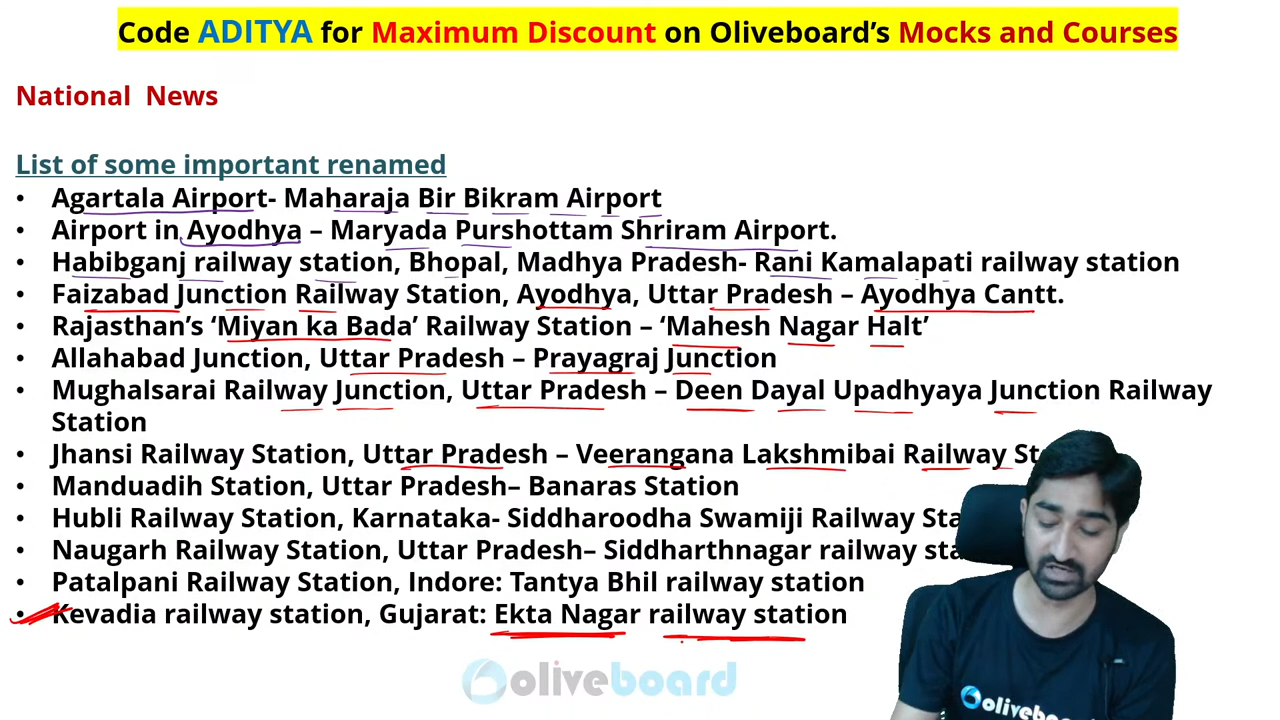 Code ADITYA for Maximum Discount on Oliveboard's Mocks and Courses
National News
List of some important renamed
• Agartala Airport- Maharaja Bir Bikram Airport
• Airport in Ayodhya – Maryada Purshottam Shriram Airport.
• Habibganj railway station, Bhopal, Madhya Pradesh- Rani Kamalapati railway station
• Faizabad Junction Railway Station, Ayodhya, Uttar Pradesh – Ayodhya Cantt.
• Rajasthan's 'Miyan ka Bada' Railway Station – 'Mahesh Nagar Halt'
• Allahabad Junction, Uttar Pradesh – Prayagraj Junction
• Mughalsarai Railway Junction, Uttar Pradesh – Deen Dayal Upadhyaya Junction Railway
Station
• Jhansi Railway Station, Uttar Pradesh – Veerangana Lakshmibai Railway
• Manduadih Station, Uttar Pradesh– Banaras Station
• Hubli Railway Station, Karnataka- Siddharoodha Swamiji Railway
• Naugarh Railway Station, Uttar Pradesh– Siddharthnagar railway
• Patalpani Railway Station, Indore: Tantya Bhil railway station
• Kevadia railway station, Gujarat: Ekta Nagar railway station
oliveboard
oliveboard